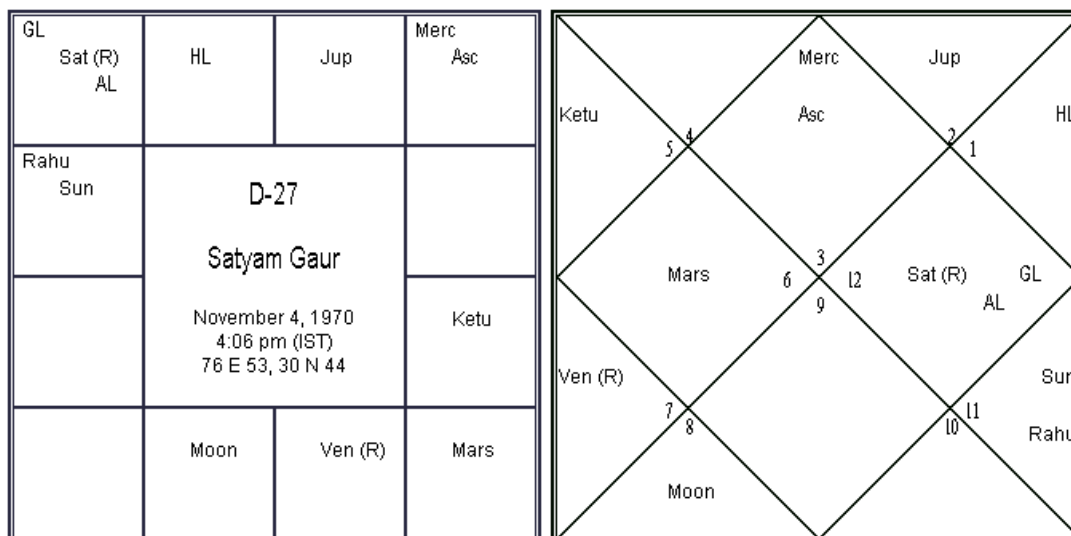 GL
Sat (R)
AL
HL
Jup
Merc
Asc
Rahu
Sun
D-27
Satyam Gaur
November 4, 1970
4:06 pm (IST)
76 E 53, 30 N 44
Ketu
Moon
Ven (R)
Mars
Merc
Jup
Ketu
Asc
HL
4
2
5
1
3
Mars
6
12
Sat (R)
GL
9
AL
Ven (R)
Sun
7
11
8
10
Rahu
Moon